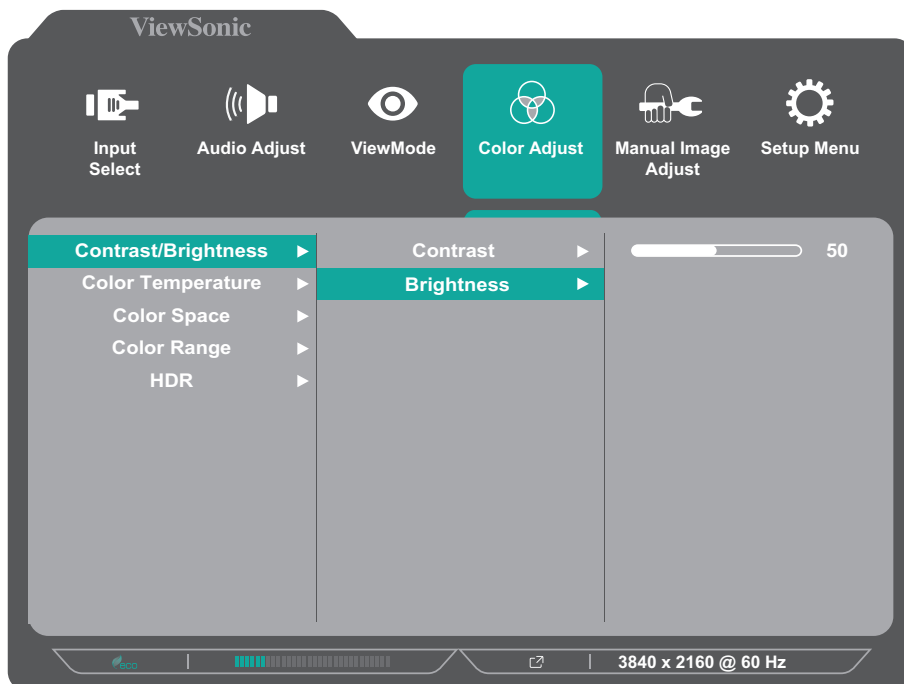 ViewSonic
Input
Select
Audio Adjust
ViewMode
Color Adjust
Manual Image
Adjust
Setup Menu
Contrast/Brightness
Contrast
50
Color Temperature
Brightness
Color Space
Color Range
HDR
eco
3840 x 2160 @ 60 Hz